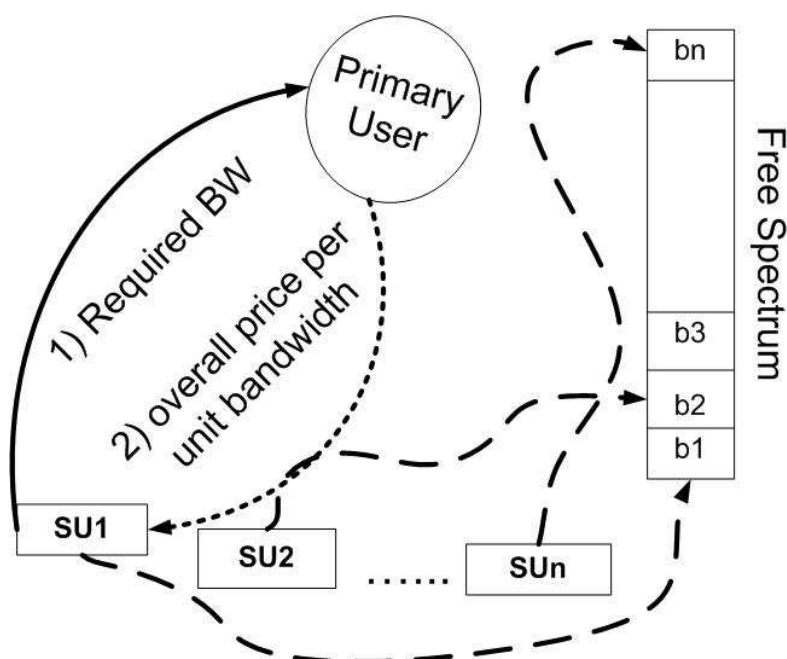 Primary
User
1) Required BW
2) overall price per
unit bandwidth
SU1
SU2
.......
SUn
bn
b3
b2
b1
Free Spectrum